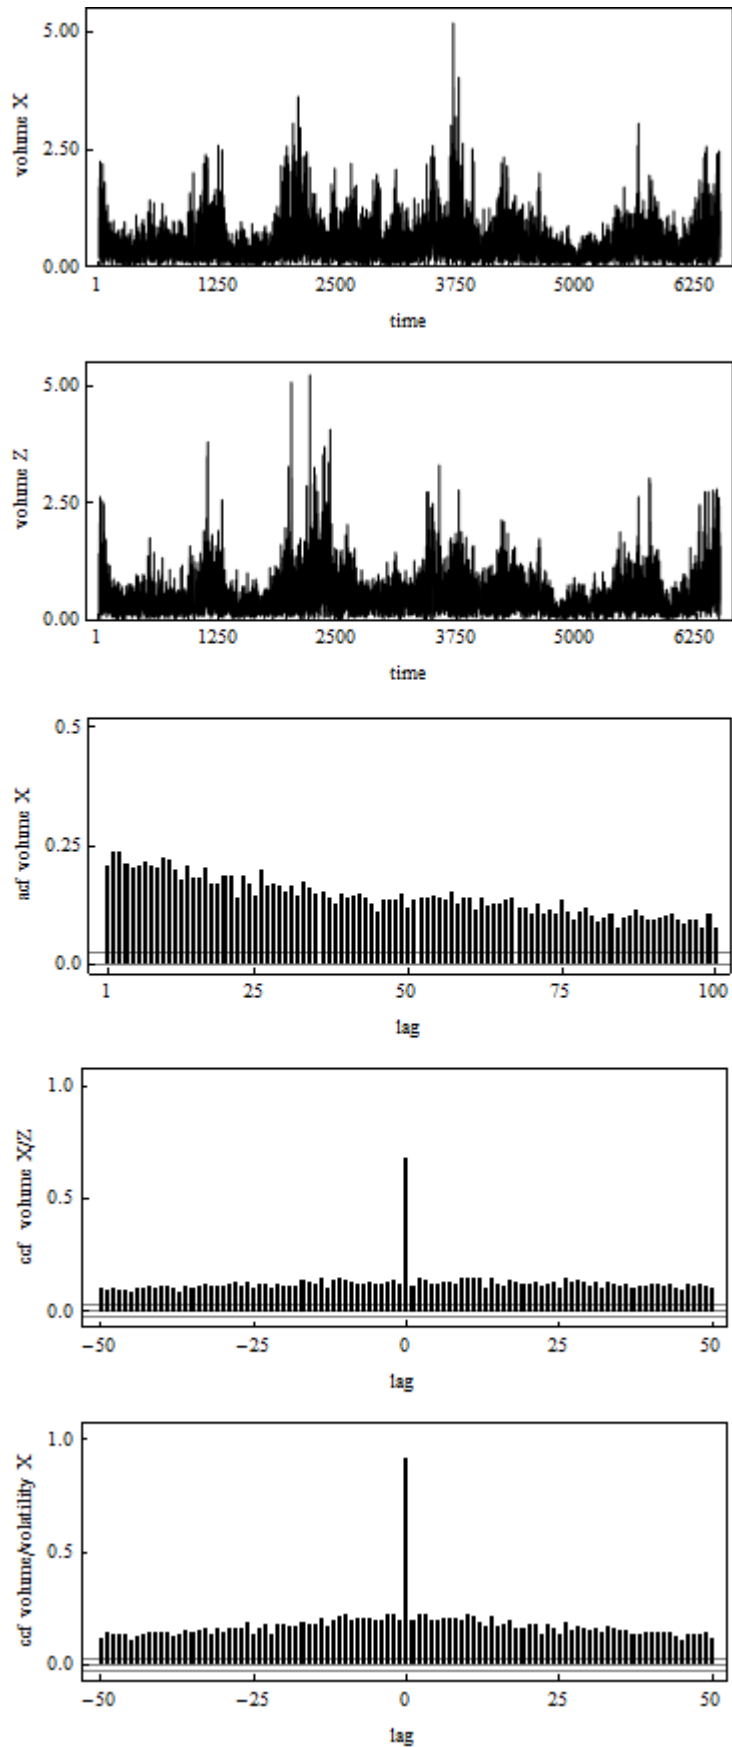 volume X
5.00
2.50
0.00
1 1250 2500 3750 5000 6250
time
volume Z
5.00
2.50
0.00
1 1250 2500 3750 5000 6250
time
acf volume X
0.5
0.25
0.0
1 25 50 75 100
lag
ccf volume X/Z
1.0
0.5
0.0
−50 −25 0 25 50
lag
ccf volume/volatility X
1.0
0.5
0.0
−50 −25 0 25 50
lag